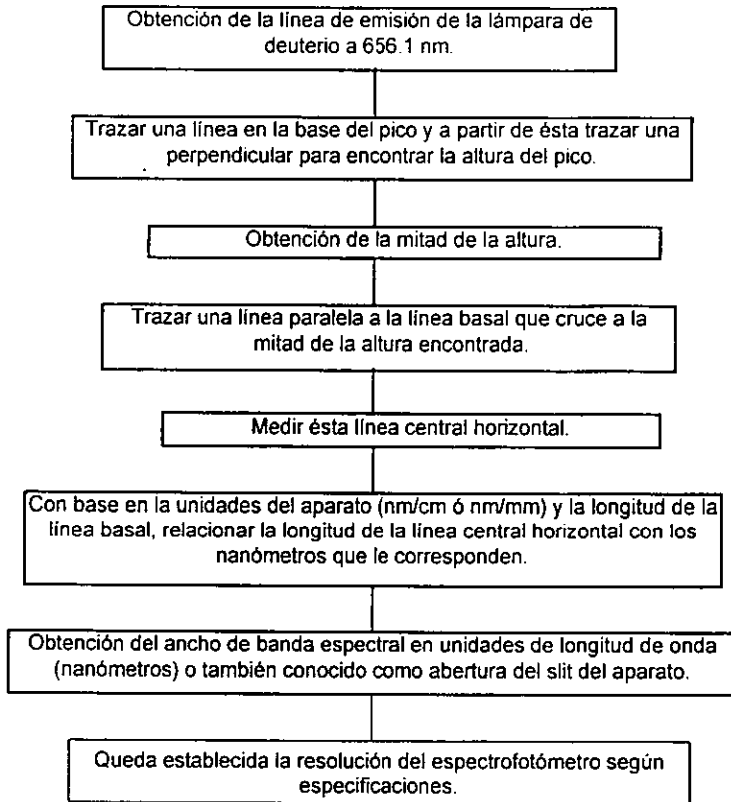 Obtención de la línea de emisión de la lámpara de
deuterio a 656.1 nm.
Trazar una línea en la base del pico y a partir de ésta trazar una
perpendicular para encontrar la altura del pico.
Obtención de la mitad de la altura.
Trazar una línea paralela a la línea basal que cruce a la
mitad de la altura encontrada.
Medir ésta línea central horizontal.
Con base en la unidades del aparato (nm/cm ó nm/mm) y la longitud de la
línea basal, relacionar la longitud de la línea central horizontal con los
nanómetros que le corresponden.
Obtención del ancho de banda espectral en unidades de longitud de onda
(nanómetros) o también conocido como abertura del slit del aparato.
Queda establecida la resolución del espectrofotómetro según
especificaciones.